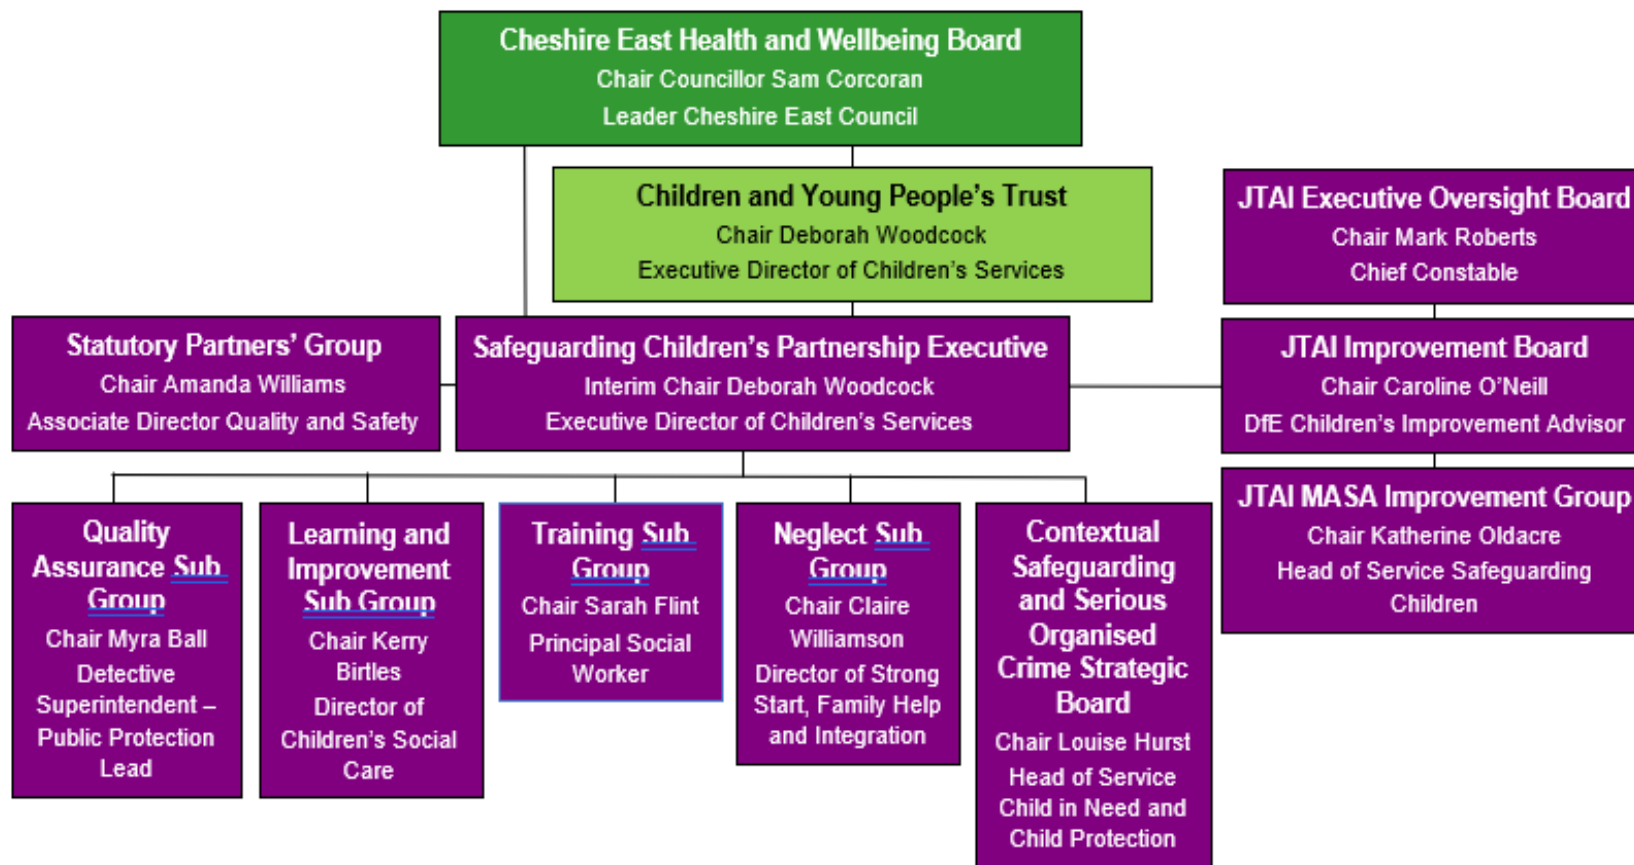 Cheshire East Health and Wellbeing Board
Chair Councillor Sam Corcoran
Leader Cheshire East Council
Children and Young People's Trust
Chair Deborah Woodcock
Executive Director of Children's Services
JTAI Executive Oversight Board
Chair Mark Roberts
Chief Constable
Statutory Partners' Group
Chair Amanda Williams
Associate Director Quality and Safety
Safeguarding Children's Partnership Executive
Interim Chair Deborah Woodcock
Executive Director of Children's Services
JTAI Improvement Board
Chair Caroline O'Neill
DfE Children's Improvement Advisor
JTAI MASA Improvement Group
Chair Katherine Oldacre
Head of Service Safeguarding
Children
Quality
Assurance Sub
Group
Chair Myra Ball
Detective
Superintendent –
Public Protection
Lead
Learning and
Improvement
Sub Group
Chair Kerry
Birtles
Director of
Children's Social
Care
Training Sub
Group
Chair Sarah Flint
Principal Social
Worker
Neglect Sub
Group
Chair Claire
Williamson
Director of Strong
Start, Family Help
and Integration
Contextual
Safeguarding
and Serious
Organised
Crime Strategic
Board
Chair Louise Hurst
Head of Service
Child in Need and
Child Protection